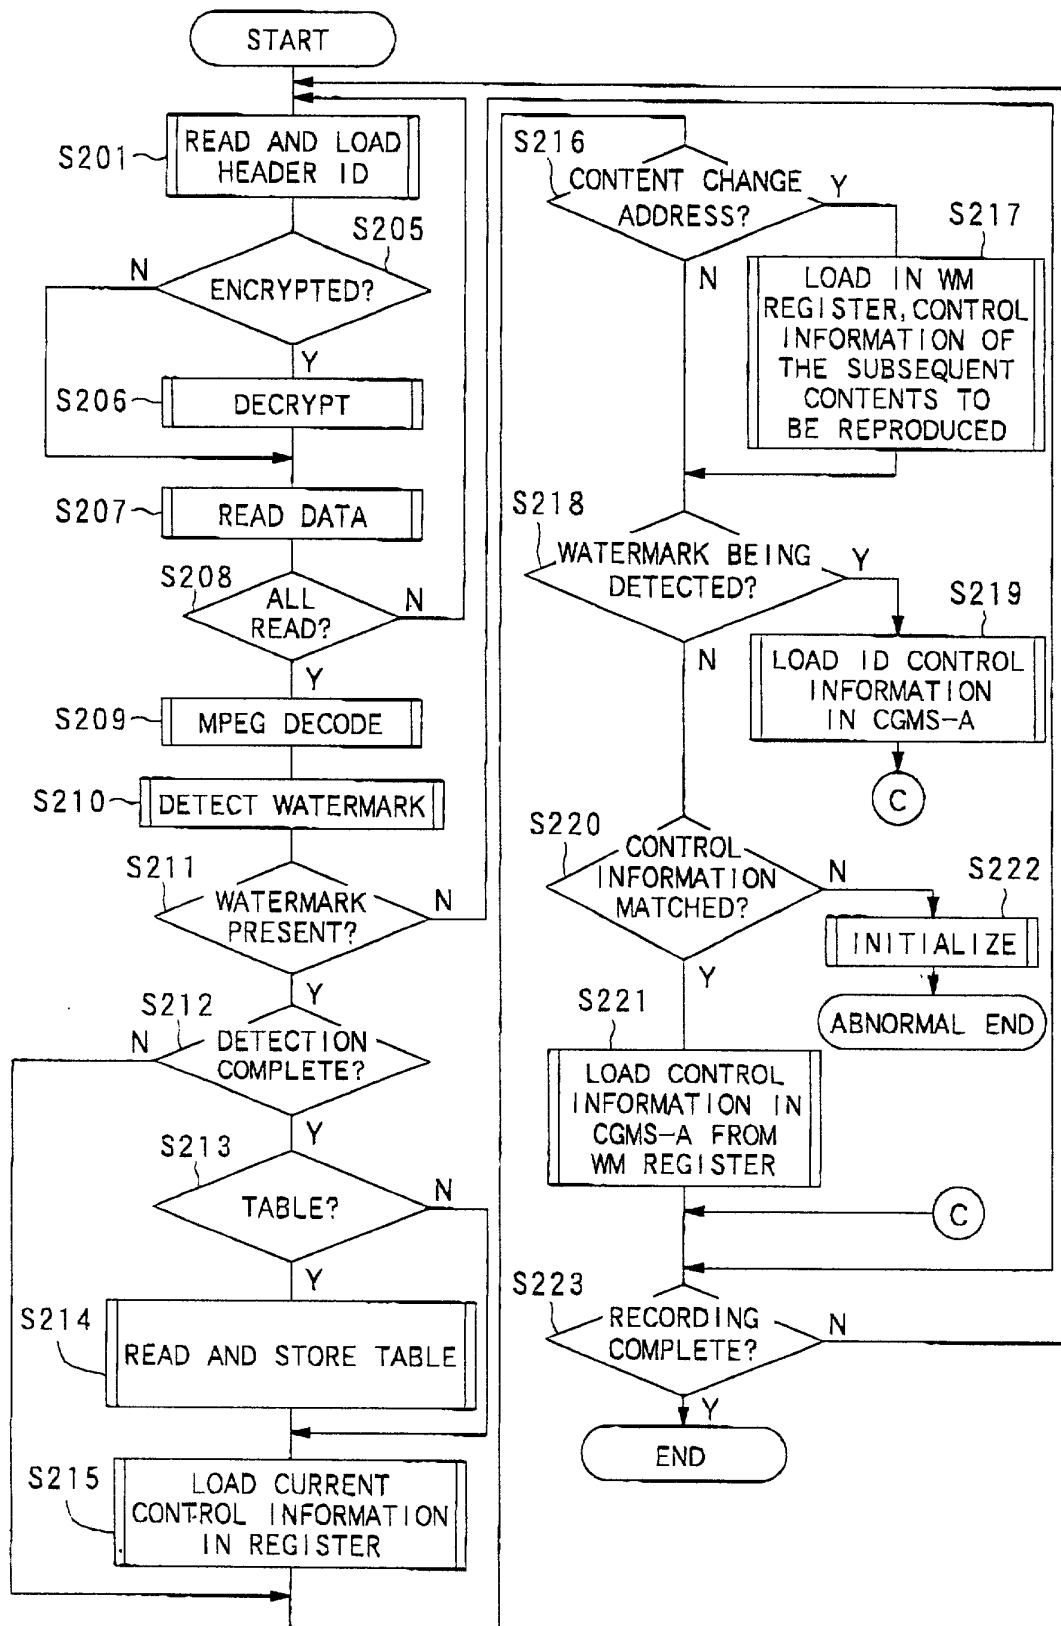 START
S201
READ AND LOAD
HEADER ID
S205
N
ENCRYPTED?
Y
S206
DECRYPT
S207
READ DATA
S208
ALL
READ?
N
Y
S209
MPEG DECODE
S210
DETECT WATERMARK
S211
WATERMARK
PRESENT?
N
Y
S212
N
DETECTION
COMPLETE?
Y
S213
TABLE?
N
Y
S214
READ AND STORE TABLE
S215
LOAD CURRENT
CONTROL INFORMATION
IN REGISTER
S216
CONTENT CHANGE
ADDRESS?
Y
N
S217
LOAD IN WM
REGISTER, CONTROL
INFORMATION OF
THE SUBSEQUENT
CONTENTS TO
BE REPRODUCED
S218
WATERMARK BEING
DETECTED?
Y
N
S219
LOAD ID CONTROL
INFORMATION
IN CGMS-A
C
S220
CONTROL
INFORMATION
MATCHED?
N
Y
S222
INITIALIZE
ABNORMAL END
S221
LOAD CONTROL
INFORMATION IN
CGMS-A FROM
WM REGISTER
C
S223
RECORDING
COMPLETE?
N
Y
END